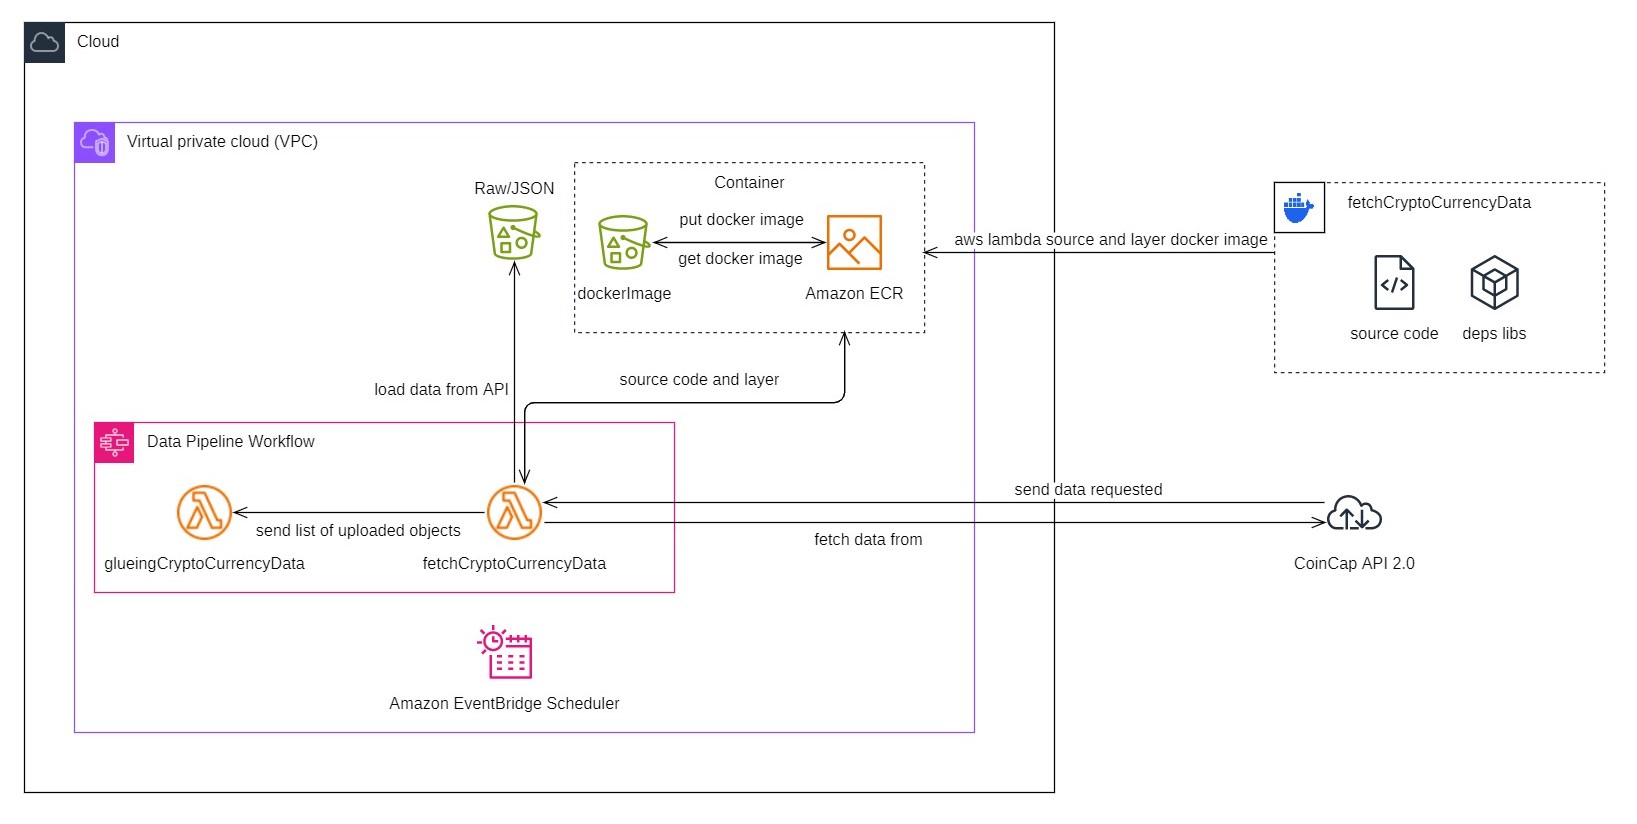 Cloud
Virtual private cloud (VPC)
Raw/JSON
Container
put docker image
get docker image
dockerImage
Amazon ECR
aws lambda source and layer docker image
fetchCryptoCurrencyData
</>
source code
deps libs
load data from API
source code and layer
Data Pipeline Workflow
send list of uploaded objects
glueingCryptoCurrencyData
fetchCryptoCurrencyData
send data requested
fetch data from
CoinCap API 2.0
Amazon EventBridge Scheduler